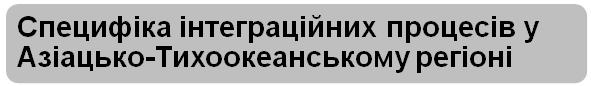 Специфіка інтеграційних процесів у
Азіацько-Тихоокеанському регіоні